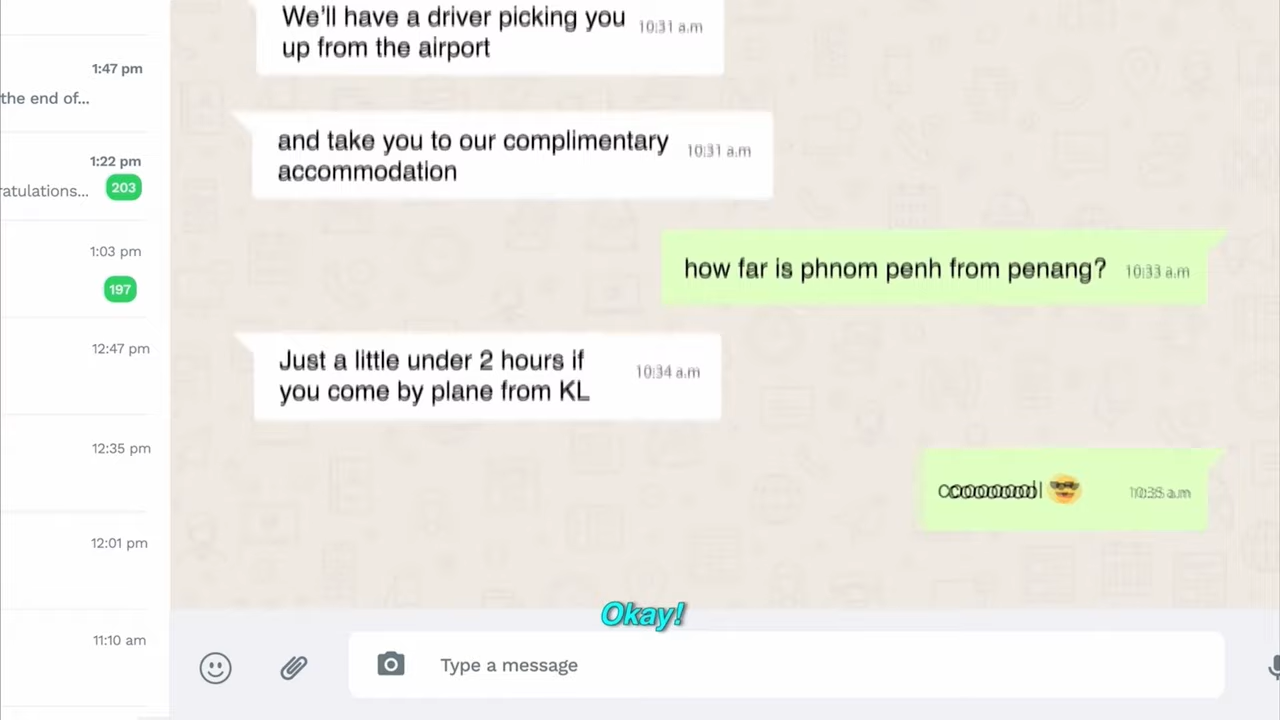 We'll have a driver picking you
up from the airport
10:31 a.m
1:47 pm
the end of...
and take you to our complimentary
accommodation
10:31 a.m
1:22 pm
ratulations...
203
1:03 pm
197
how far is phnom penh from penang?
10:33 a.m
12:47 pm
Just a little under 2 hours if
you come by plane from KL
10:34 a.m
12:35 pm
12:01 pm
11:10 am
Okay!
Type a message